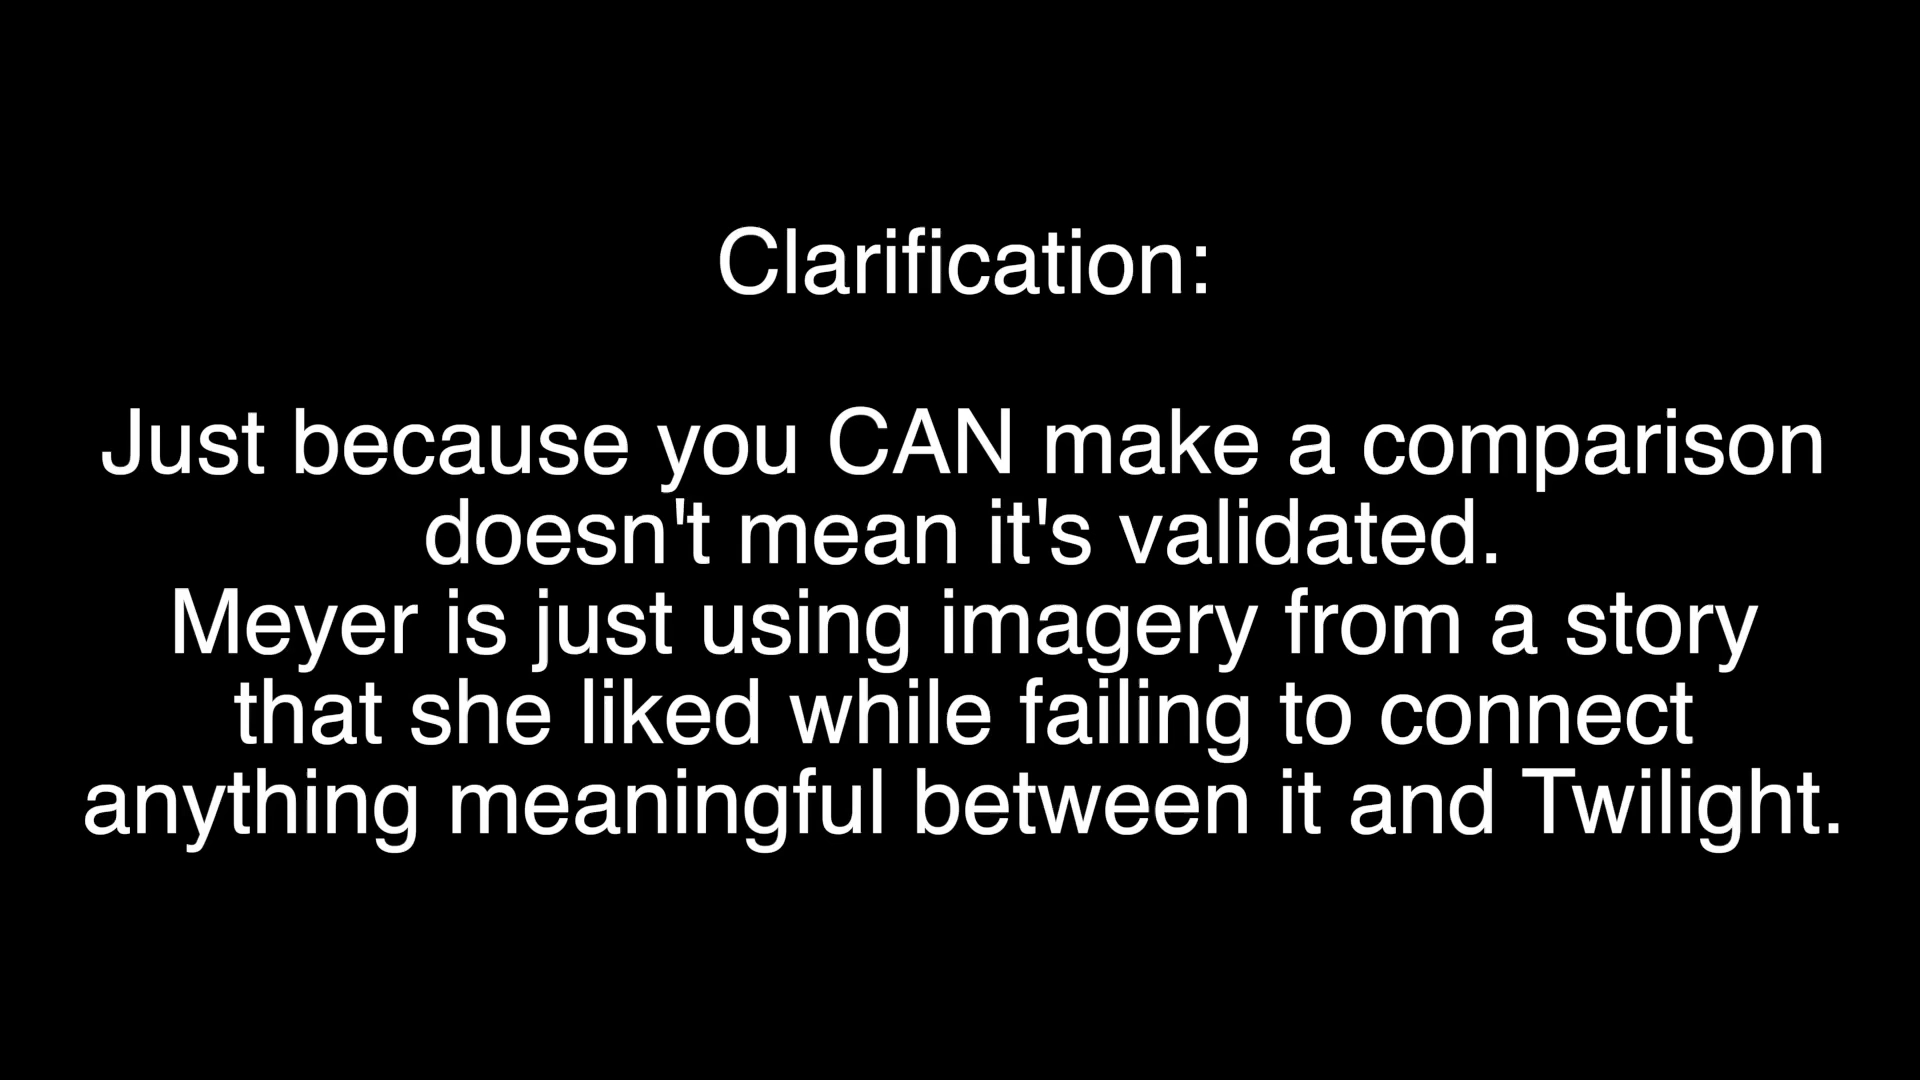 Clarification:
Just because you CAN make a comparison
doesn't mean it's validated.
Meyer is just using imagery from a story
that she liked while failing to connect
anything meaningful between it and Twilight.